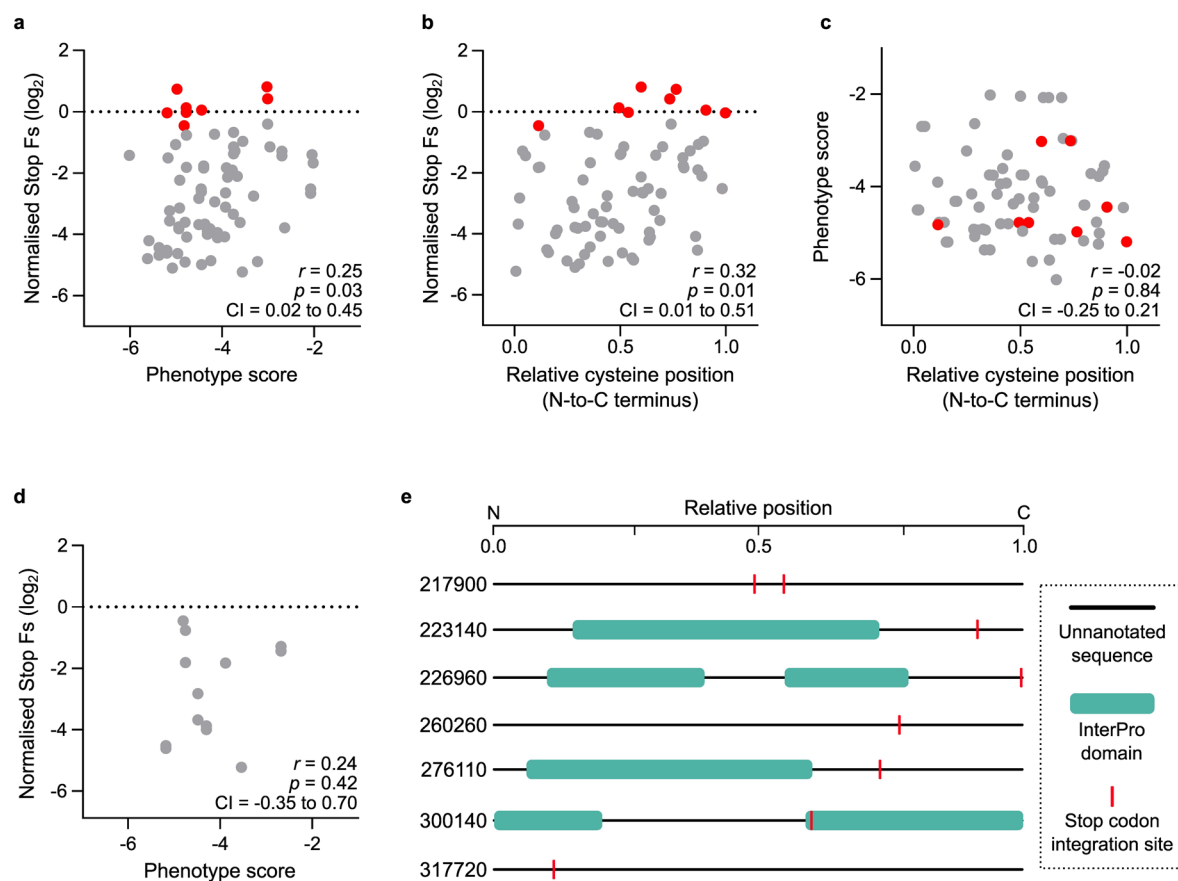 a
Normalised Stop Fs (log2)
2
0
-2
-4
-6
r = 0.25
p = 0.03
CI = 0.02 to 0.45
-6
-4
-2
Phenotype score
b
Normalised Stop Fs (log2)
2
0
-2
-4
-6
r = 0.32
p = 0.01
CI = 0.01 to 0.51
0.0
0.5
1.0
Relative cysteine position
(N-to-C terminus)
c
Phenotype score
-2
-4
-6
r = -0.02
p = 0.84
CI = -0.25 to 0.21
0.0
0.5
1.0
Relative cysteine position
(N-to-C terminus)
d
Normalised Stop Fs (log2)
2
0
-2
-4
-6
r = 0.24
p = 0.42
CI = -0.35 to 0.70
-6
-4
-2
Phenotype score
e
N
Relative position
C
0.0
0.5
1.0
217900
223140
226960
260260
276110
300140
317720
Unnanotated
sequence
InterPro
domain
Stop codon
integration site